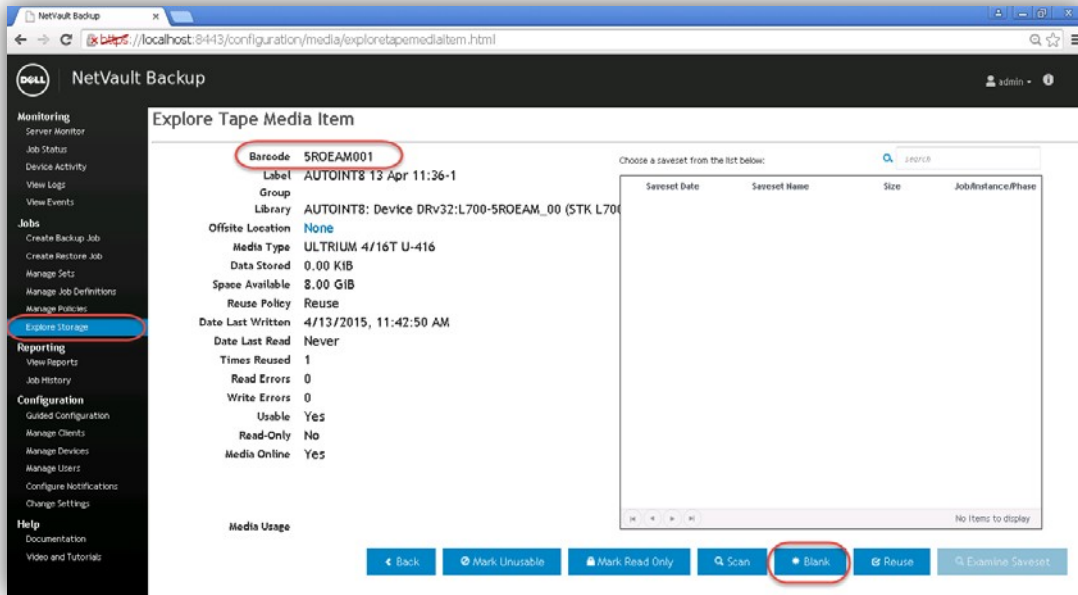 NetVault Backup
https://localhost:8443/configuration/media/exploretapemediaitem.html
DELL
NetVault Backup
admin
Monitoring
Server Monitor
Job Status
Device Activity
View Logs
View Events
Jobs
Create Backup Job
Create Restore Job
Manage Sets
Manage Job Definitions
Manage Policies
Explore Storage
Reporting
View Reports
Job History
Configuration
Guided Configuration
Manage Clients
Manage Devices
Manage Users
Configure Notifications
Change Settings
Help
Documentation
Video and Tutorials
Explore Tape Media Item
Barcode 5ROEAM001
Label AUTOINT8 13 Apr 11:36-1
Group
Library AUTOINT8: Device DRv32:L700-5ROEAM_00 (STK L700
Offsite Location None
Media Type ULTRIUM 4/16T U-416
Data Stored 0.00 KiB
Space Available 8.00 GiB
Reuse Policy Reuse
Date Last Written 4/13/2015, 11:42:50 AM
Date Last Read Never
Times Reused 1
Read Errors 0
Write Errors 0
Usable Yes
Read-Only No
Media Online Yes
Media Usage
Choose a saveset from the list below:
search
Saveset Date Saveset Name Size Job/Instance/Phase
No items to display
Back Mark Unusable Mark Read Only Scan Blank Reuse Examine Saveset